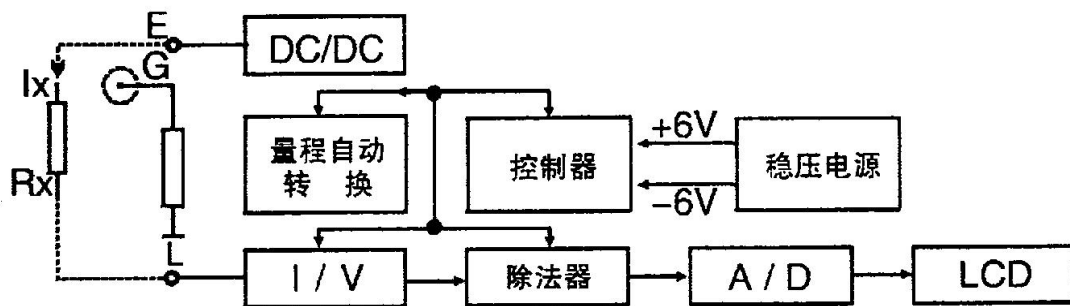 E
DC/DC
G
Ix
Rx
量程自动
转 换
控制器
+6V
-6V
稳压电源
L
I / V
除法器
A / D
LCD